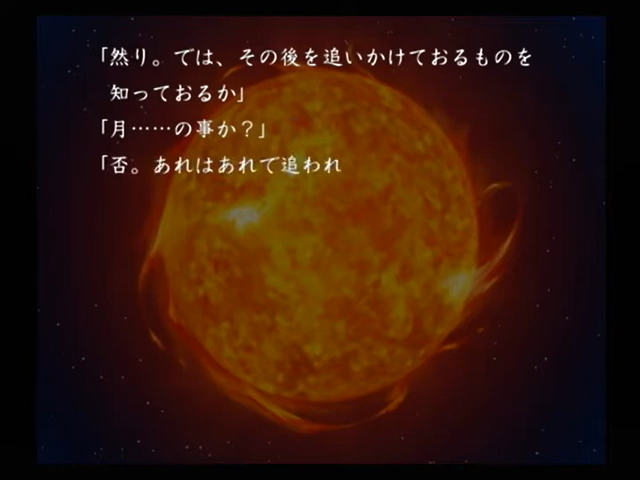 「然り。では、その後を追いかけておるものを
知っておるか」
「月……の事か？」
「否。あれはあれで追われ